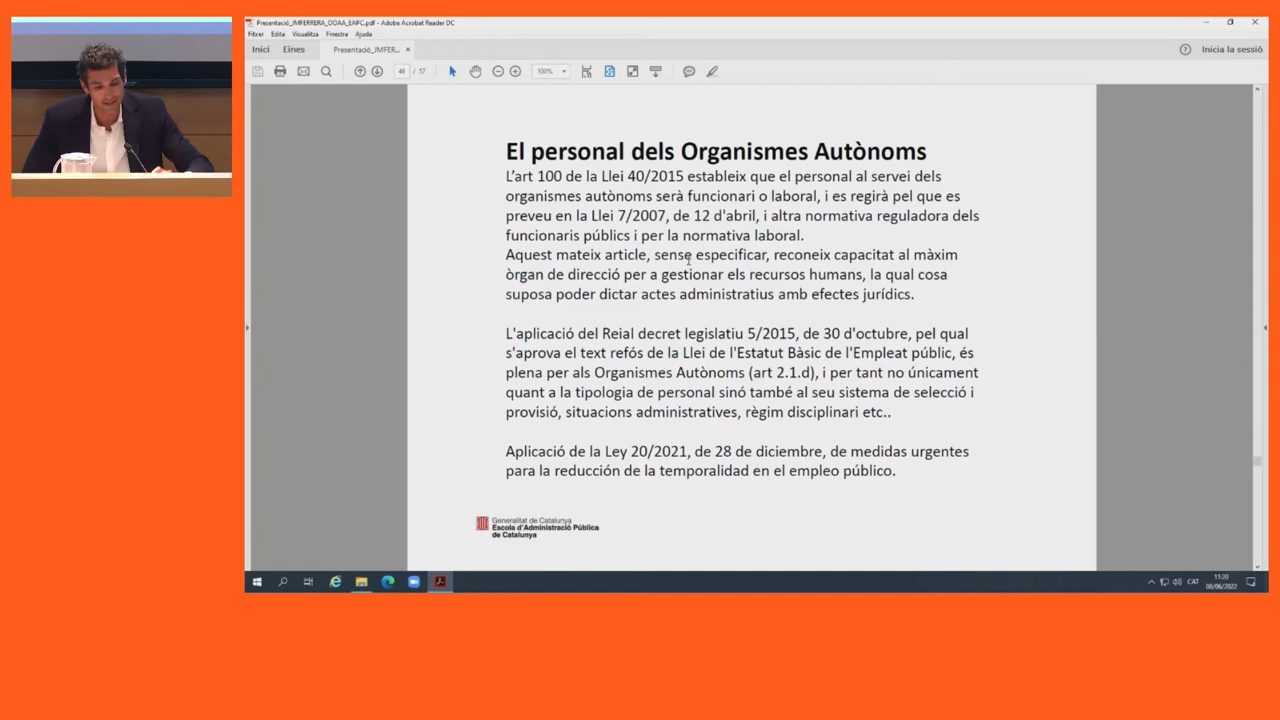 Presentació_JMFERRERA_OOAA_EAPC.pdf - Adobe Acrobat Reader DC
Fitxer Edita Visualitza Finestra Ajuda
Inici Eines Presentació_JMFER... × Inicia la sessió
46 / 57 100%
El personal dels Organismes Autònoms
L'art 100 de la Llei 40/2015 estableix que el personal al servei dels
organismes autònoms serà funcionari o laboral, i es regirà pel que es
preveu en la Llei 7/2007, de 12 d'abril, i altra normativa reguladora dels
funcionaris públics i per la normativa laboral.
Aquest mateix article, sense especificar, reconeix capacitat al màxim
òrgan de direcció per a gestionar els recursos humans, la qual cosa
suposa poder dictar actes administratius amb efectes jurídics.
L'aplicació del Reial decret legislatiu 5/2015, de 30 d'octubre, pel qual
s'aprova el text refós de la Llei de l'Estatut Bàsic de l'Empleat públic, és
plena per als Organismes Autònoms (art 2.1.d), i per tant no únicament
quant a la tipologia de personal sinó també al seu sistema de selecció i
provisió, situacions administratives, règim disciplinari etc..
Aplicació de la Ley 20/2021, de 28 de diciembre, de medidas urgentes
para la reducción de la temporalidad en el empleo público.
Generalitat de Catalunya
Escola d'Administració Pública
de Catalunya
CAT 11:20
08/06/2022